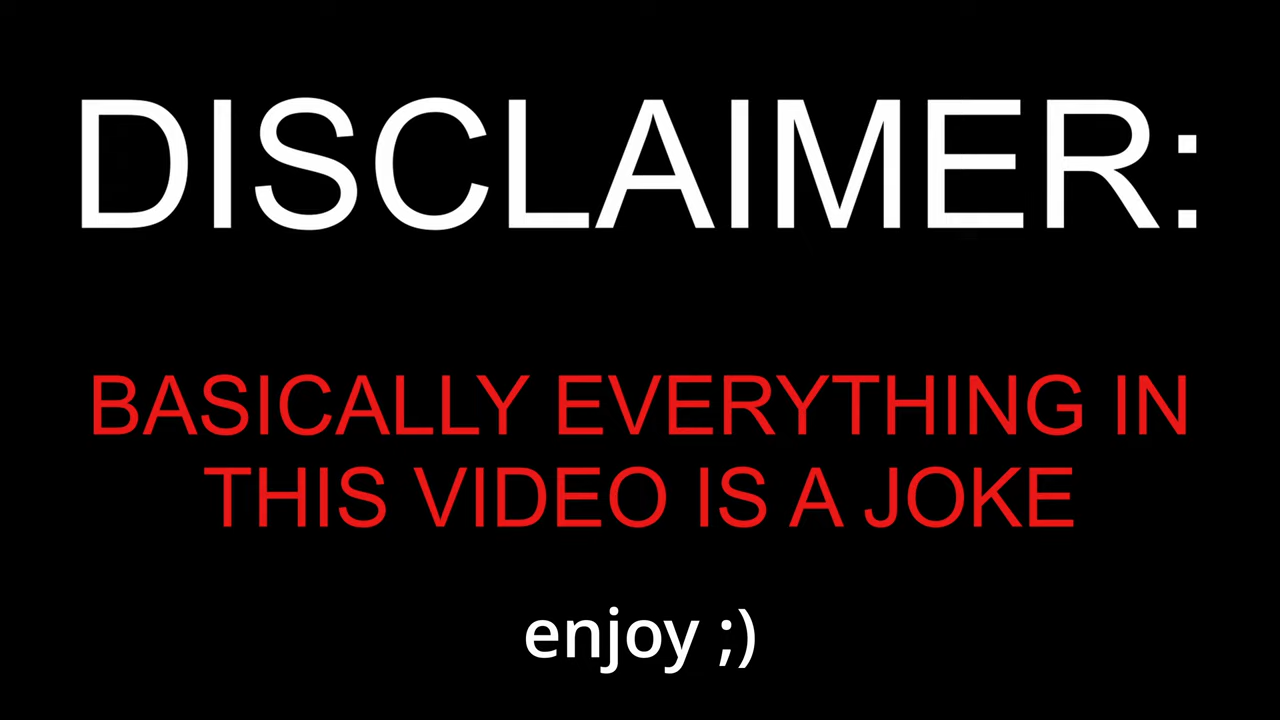 DISCLAIMER:
BASICALLY EVERYTHING IN
THIS VIDEO IS A JOKE
enjoy ;)